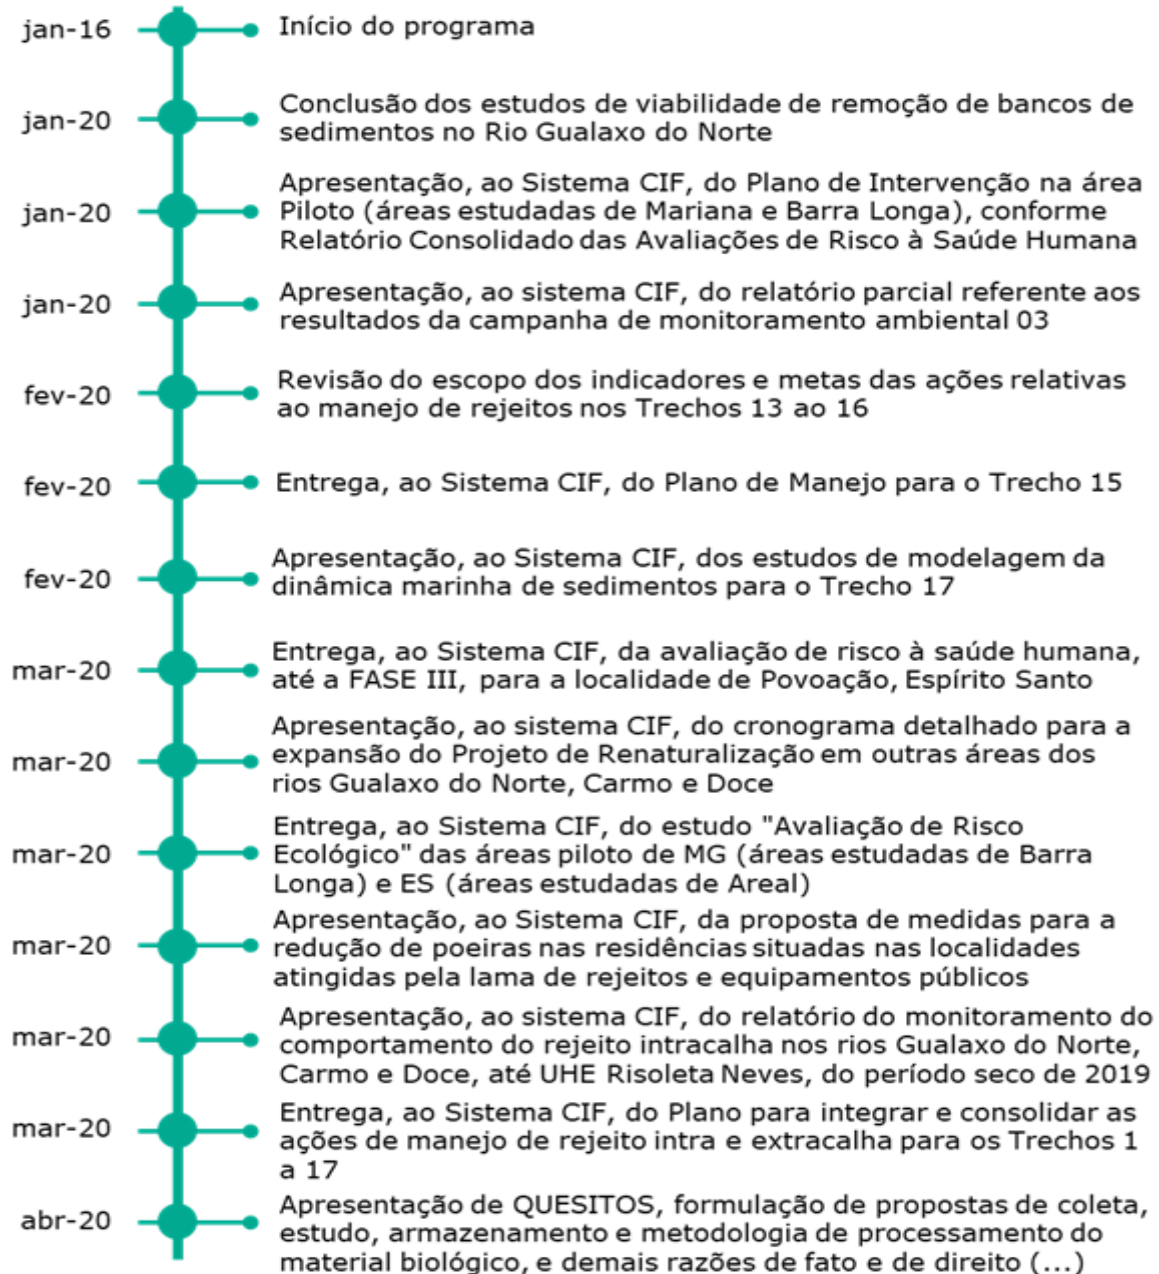 jan-16 Início do programa
jan-20 Conclusão dos estudos de viabilidade de remoção de bancos de
sedimentos no Rio Gualaxo do Norte
Apresentação, ao Sistema CIF, do Plano de Intervenção na área
jan-20 Piloto (áreas estudadas de Mariana e Barra Longa), conforme
Relatório Consolidado das Avaliações de Risco à Saúde Humana
jan-20 Apresentação, ao sistema CIF, do relatório parcial referente aos
resultados da campanha de monitoramento ambiental 03
fev-20 Revisão do escopo dos indicadores e metas das ações relativas
ao manejo de rejeitos nos Trechos 13 ao 16
fev-20 Entrega, ao Sistema CIF, do Plano de Manejo para o Trecho 15
fev-20 Apresentação, ao Sistema CIF, dos estudos de modelagem da
dinâmica marinha de sedimentos para o Trecho 17
mar-20 Entrega, ao Sistema CIF, da avaliação de risco à saúde humana,
até a FASE III, para a localidade de Povoação, Espírito Santo
Apresentação, ao sistema CIF, do cronograma detalhado para a
mar-20 expansão do Projeto de Renaturalização em outras áreas dos
rios Gualaxo do Norte, Carmo e Doce
Entrega, ao Sistema CIF, do estudo "Avaliação de Risco
mar-20 Ecológico" das áreas piloto de MG (áreas estudadas de Barra
Longa) e ES (áreas estudadas de Areal)
Apresentação, ao Sistema CIF, da proposta de medidas para a
mar-20 redução de poeiras nas residências situadas nas localidades
atingidas pela lama de rejeitos e equipamentos públicos
Apresentação, ao sistema CIF, do relatório do monitoramento do
mar-20 comportamento do rejeito intracalha nos rios Gualaxo do Norte,
Carmo e Doce, até UHE Risoleta Neves, do período seco de 2019
Entrega, ao Sistema CIF, do Plano para integrar e consolidar as
mar-20 ações de manejo de rejeito intra e extracalha para os Trechos 1
a 17
Apresentação de QUESITOS, formulação de propostas de coleta,
abr-20 estudo, armazenamento e metodologia de processamento do
material biológico, e demais razões de fato e de direito (...)